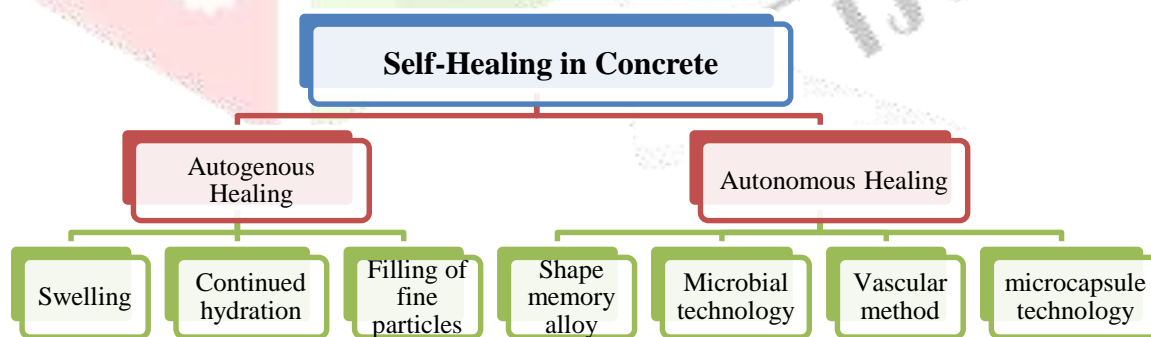 Self-Healing in Concrete
Autogenous
Healing
Autonomous Healing
Swelling
Continued
hydration
Filling of
fine
particles
Shape
memory
alloy
Microbial
technology
Vascular
method
microcapsule
technology